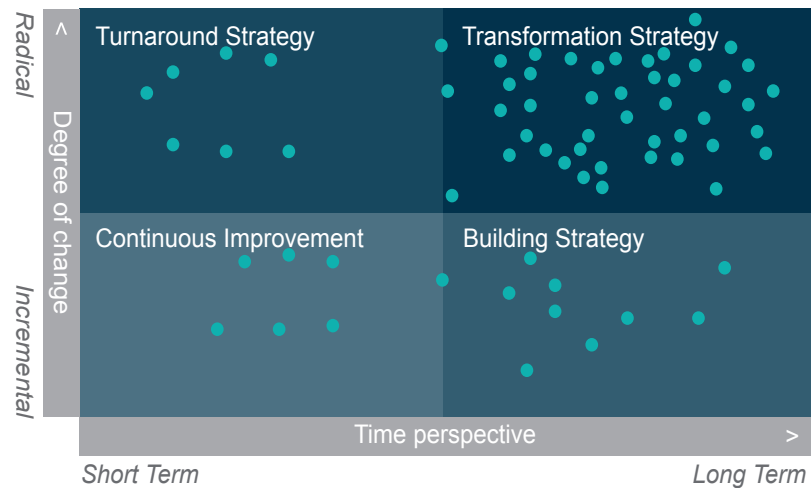 Radical
>
Degree of change
Incremental
Turnaround Strategy
Transformation Strategy
Continuous Improvement
Building Strategy
Time perspective
>
Short Term
Long Term